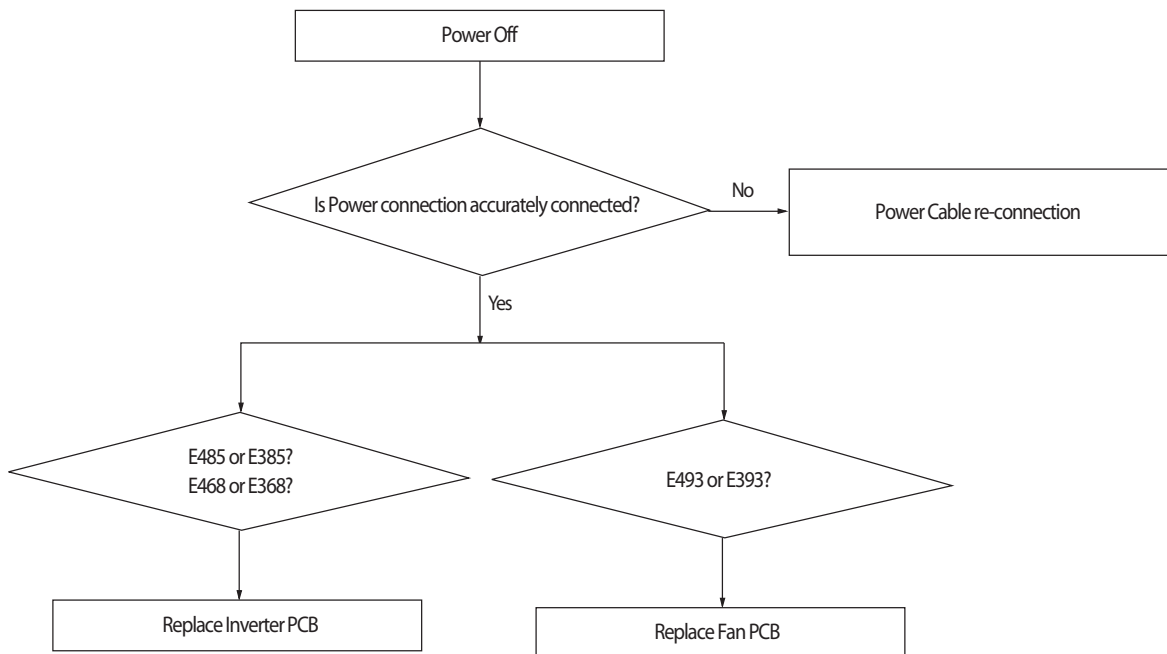 Power Off
Is Power connection accurately connected?
No
Power Cable re-connection
Yes
E485 or E385?
E468 or E368?
E493 or E393?
Replace Inverter PCB
Replace Fan PCB